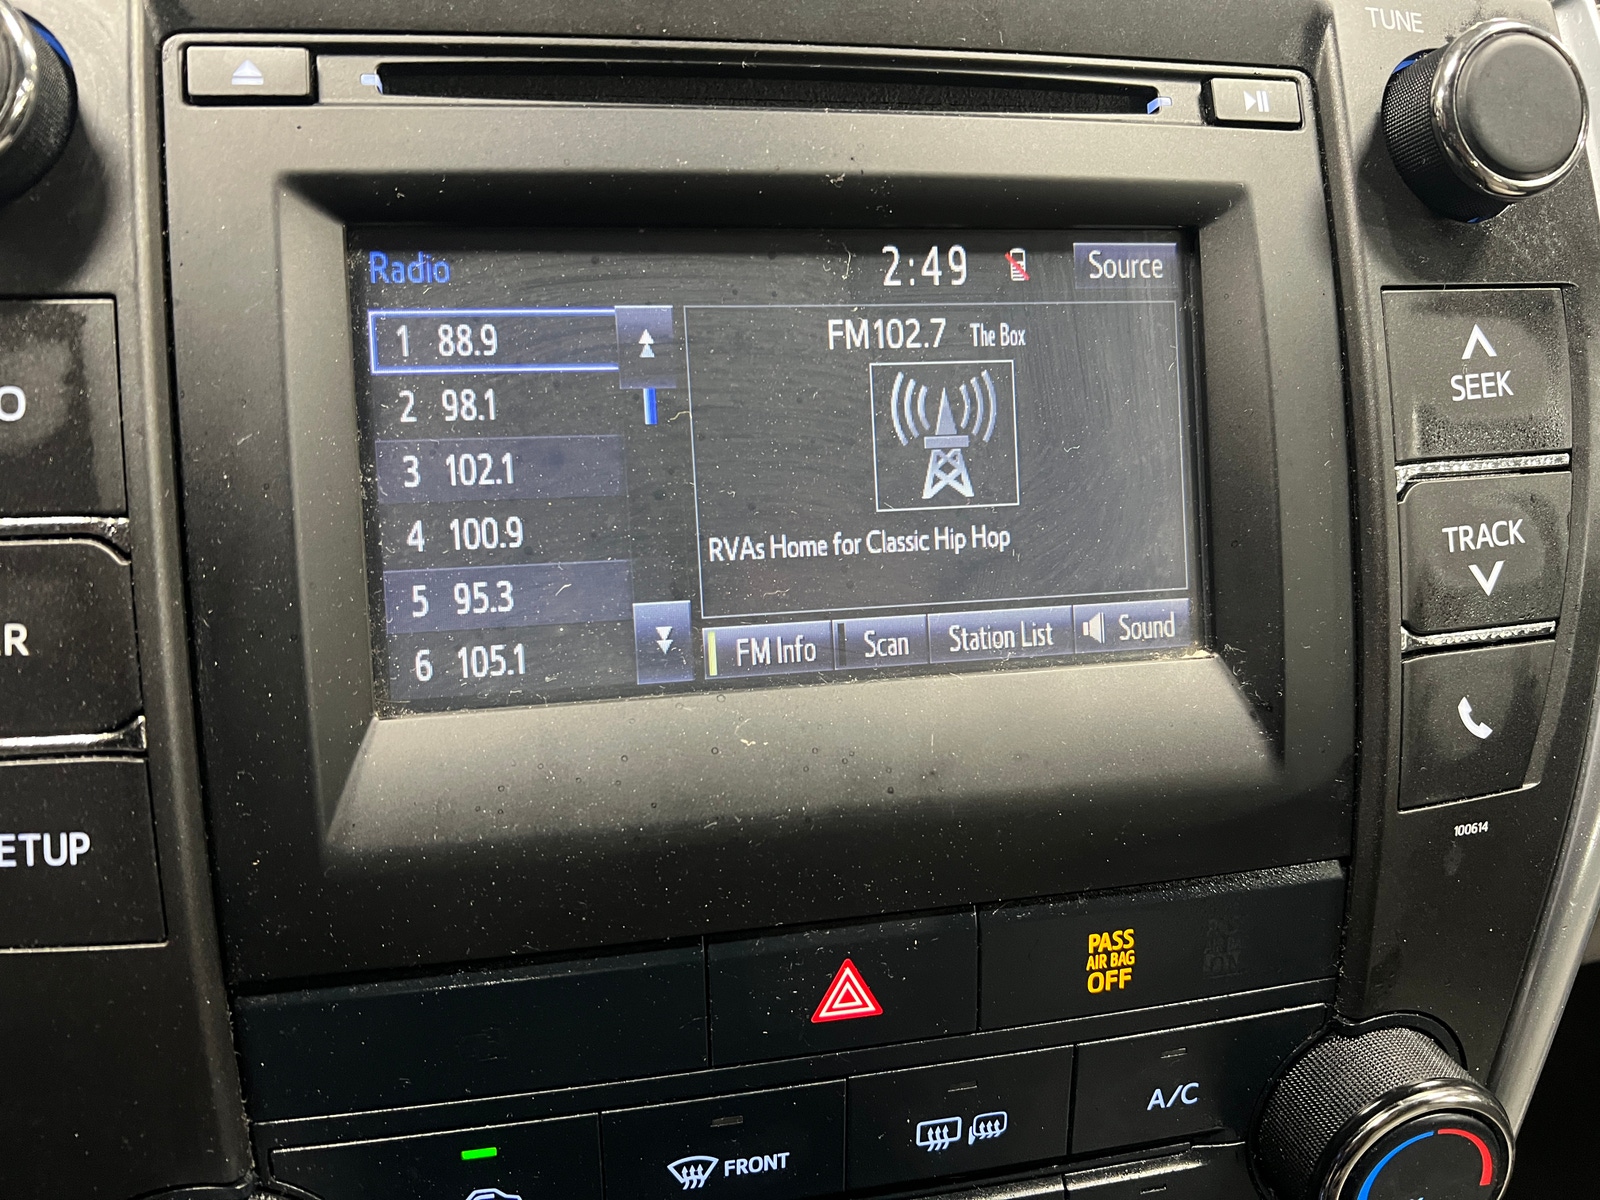 TUNE
Radio
2:49
Source
1 88.9
2 98.1
3 102.1
4 100.9
5 95.3
6 105.1
FM102.7 The Box
RVAs Home for Classic Hip Hop
FM Info
Scan
Station List
Sound
SEEK
TRACK
100614
O
R
ETUP
PASS
AIR BAG
OFF
A/C
FRONT